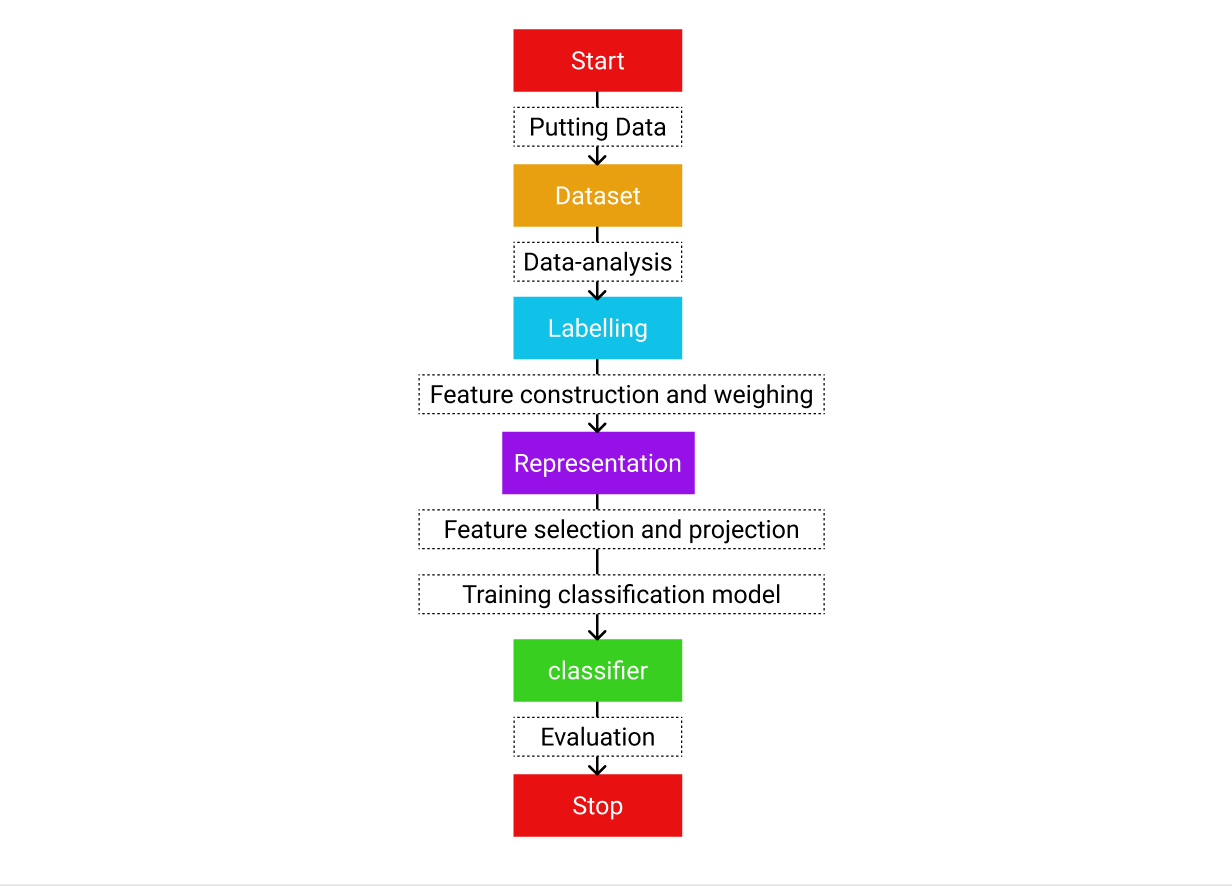 Start
Putting Data
Dataset
Data-analysis
Labelling
Feature construction and weighing
Representation
Feature selection and projection
Training classification model
classifier
Evaluation
Stop